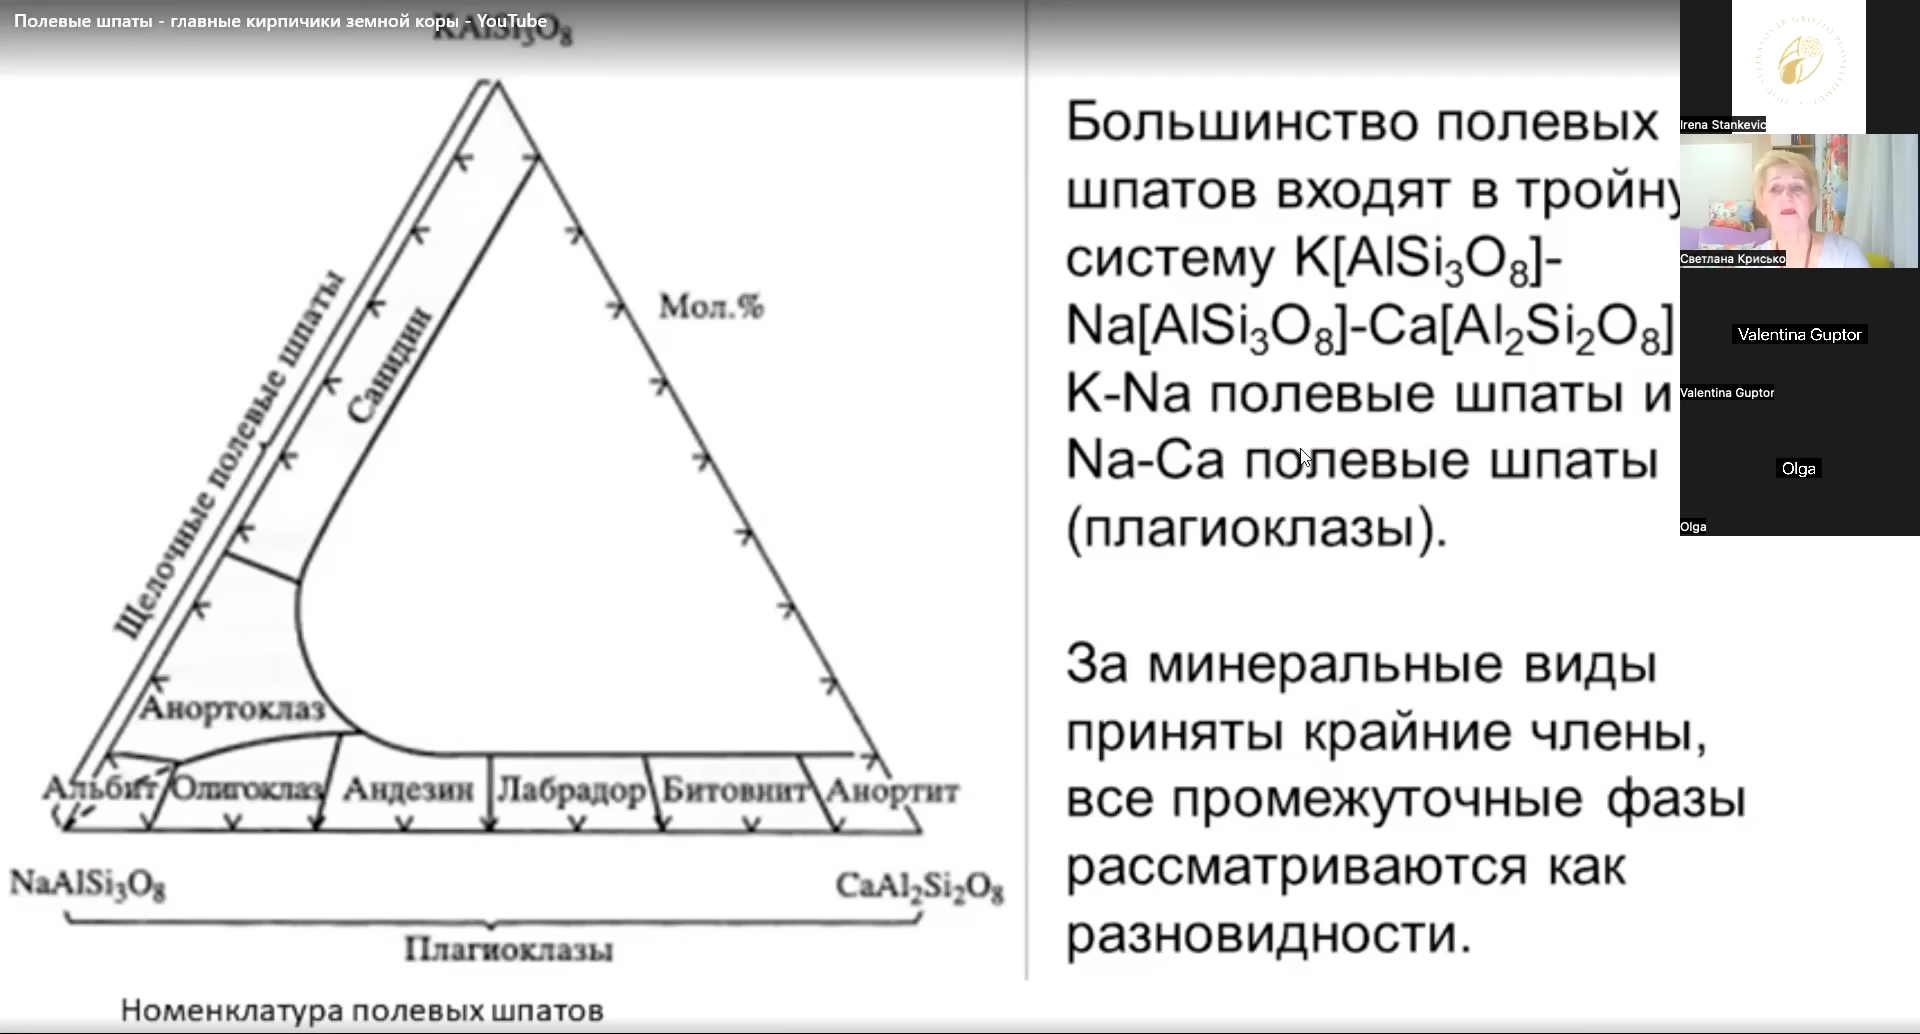 Полевые шпаты - главные кирпичики земной коры - YouTube
KAlSi₃O₈
Щелочные полевые шпаты
Санидин
Мол.%
Анортоклаз
Альбит
Олигоклаз
Андезин
Лабрадор
Битовнит
Анортит
NaAlSi₃O₈
CaAl₂Si₂O₈
Плагиоклазы
Номенклатура полевых шпатов
Большинство полевых
шпатов входят в тройну
систему K[AlSi₃O₈]-
Na[AlSi₃O₈]-Ca[Al₂Si₂O₈]
K-Na полевые шпаты и
Na-Ca полевые шпаты
(плагиоклазы).
За минеральные виды
приняты крайние члены,
все промежуточные фазы
рассматриваются как
разновидности.
Irena Stankevic
Светлана Крисько
Valentina Guptor
Valentina Guptor
Olga
Olga